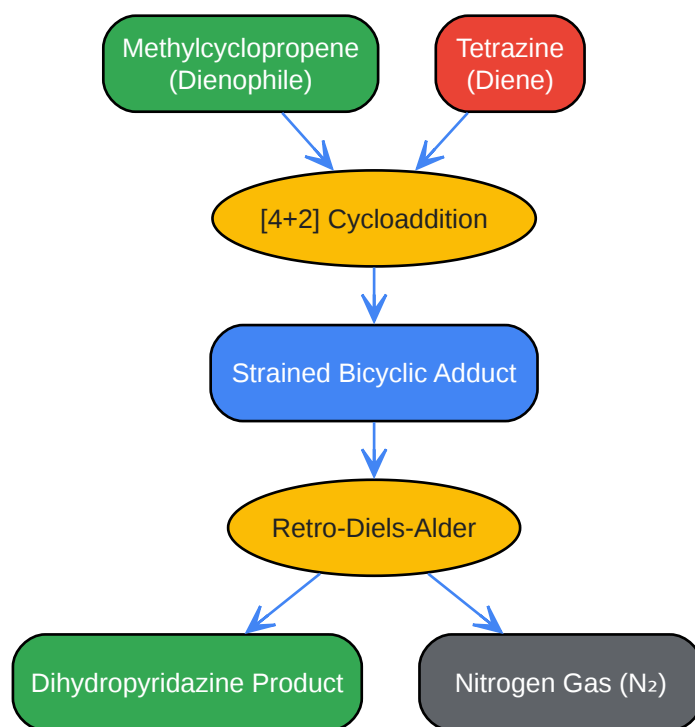 Methylcyclopropene
(Dienophile)
Tetrazine
(Diene)
[4+2] Cycloaddition
Strained Bicyclic Adduct
Retro-Diels-Alder
Dihydropyridazine Product
Nitrogen Gas (N₂)